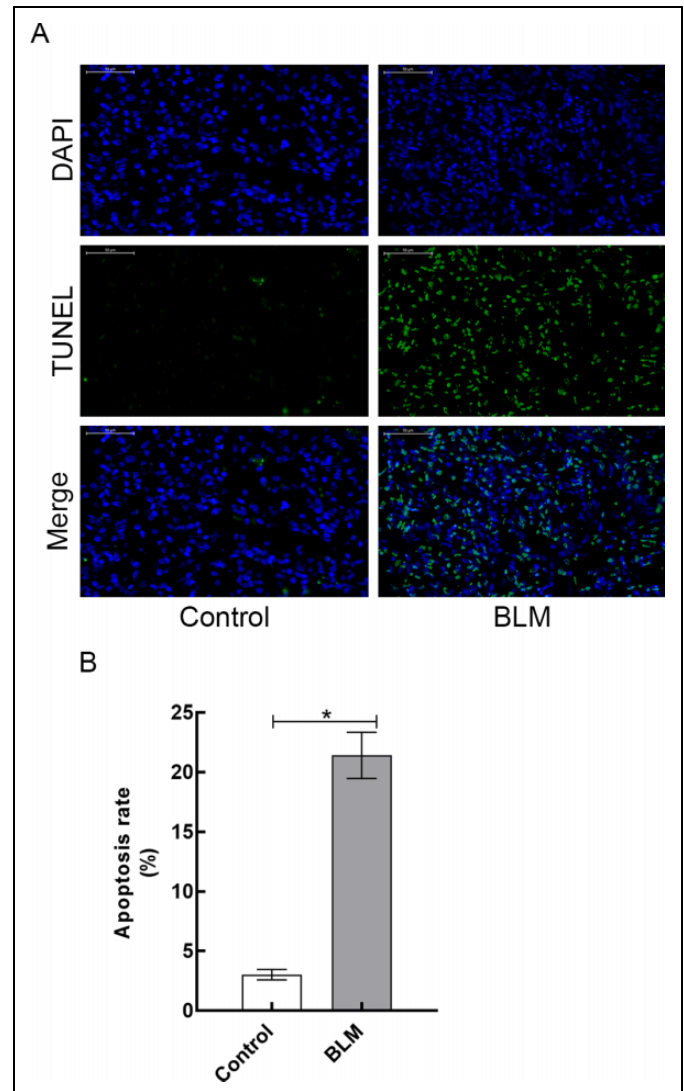 A
DAPI
TUNEL
Merge
Control BLM
B
*
25
20
15
10
5
0
Apoptosis rate
(%)
Control
BLM